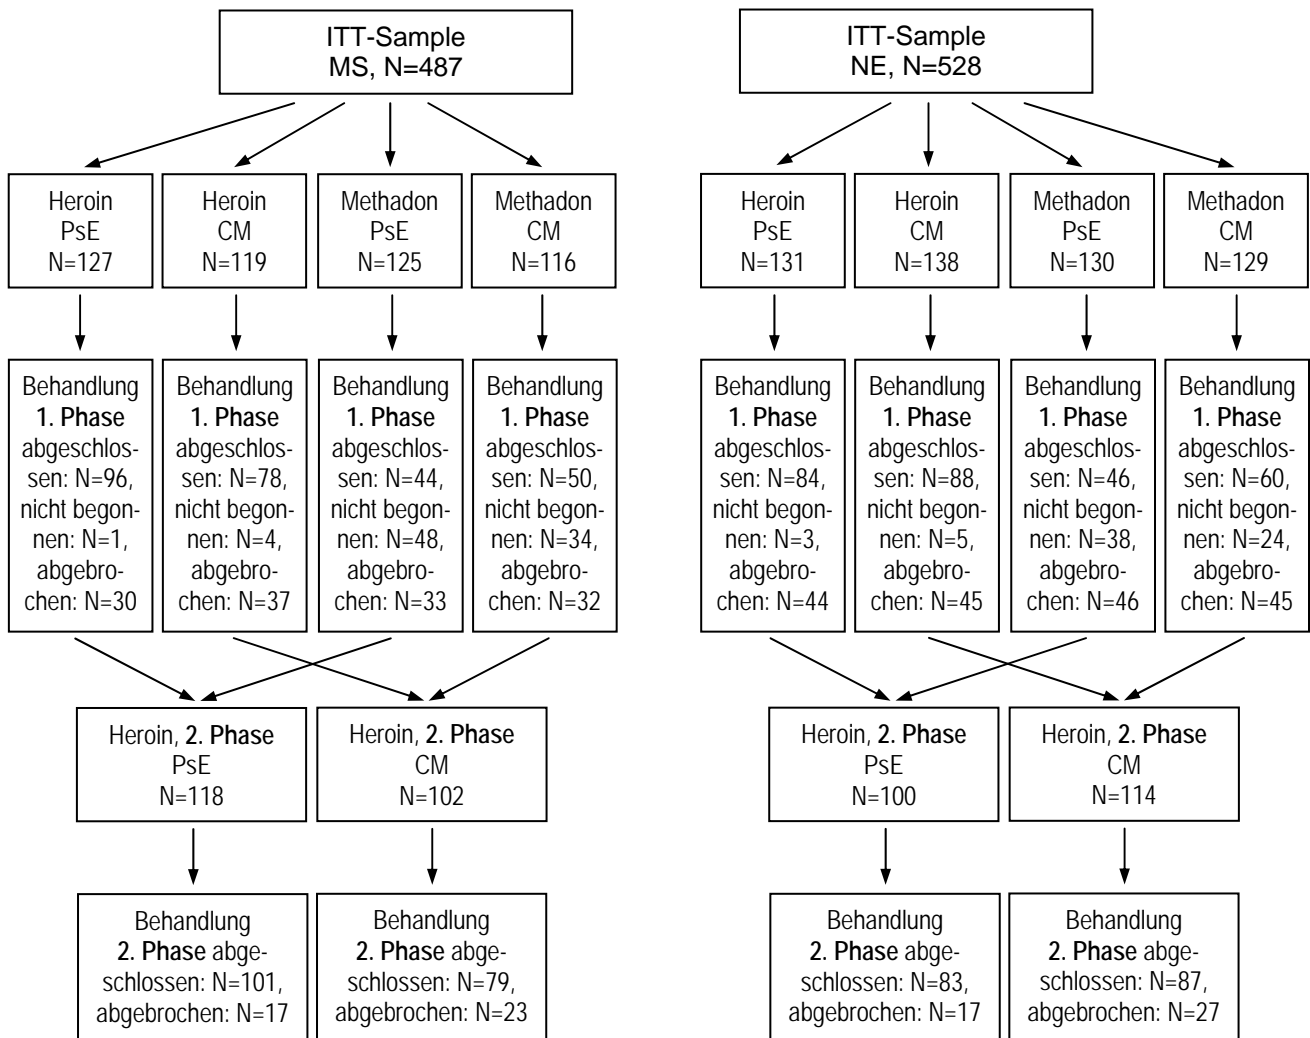 ITT-Sample
MS, N=487
ITT-Sample
NE, N=528
Heroin
PsE
N=127
Heroin
CM
N=119
Methadon
PsE
N=125
Methadon
CM
N=116
Heroin
PsE
N=131
Heroin
CM
N=138
Methadon
PsE
N=130
Methadon
CM
N=129
Behandlung
1. Phase
abgeschlos-
sen: N=96,
nicht begon-
nen: N=1,
abgebro-
chen: N=30
Behandlung
1. Phase
abgeschlos-
sen: N=78,
nicht begon-
nen: N=4,
abgebro-
chen: N=37
Behandlung
1. Phase
abgeschlos-
sen: N=44,
nicht begon-
nen: N=48,
abgebro-
chen: N=33
Behandlung
1. Phase
abgeschlos-
sen: N=50,
nicht begon-
nen: N=34,
abgebro-
chen: N=32
Behandlung
1. Phase
abgeschlos-
sen: N=84,
nicht begon-
nen: N=3,
abgebro-
chen: N=44
Behandlung
1. Phase
abgeschlos-
sen: N=88,
nicht begon-
nen: N=5,
abgebro-
chen: N=45
Behandlung
1. Phase
abgeschlos-
sen: N=46,
nicht begon-
nen: N=38,
abgebro-
chen: N=46
Behandlung
1. Phase
abgeschlos-
sen: N=60,
nicht begon-
nen: N=24,
abgebro-
chen: N=45
Heroin, 2. Phase
PsE
N=118
Heroin, 2. Phase
CM
N=102
Heroin, 2. Phase
PsE
N=100
Heroin, 2. Phase
CM
N=114
Behandlung
2. Phase abge-
schlossen: N=101,
abgebrochen: N=17
Behandlung
2. Phase abge-
schlossen: N=79,
abgebrochen: N=23
Behandlung
2. Phase abge-
schlossen: N=83,
abgebrochen: N=17
Behandlung
2. Phase abge-
schlossen: N=87,
abgebrochen: N=27